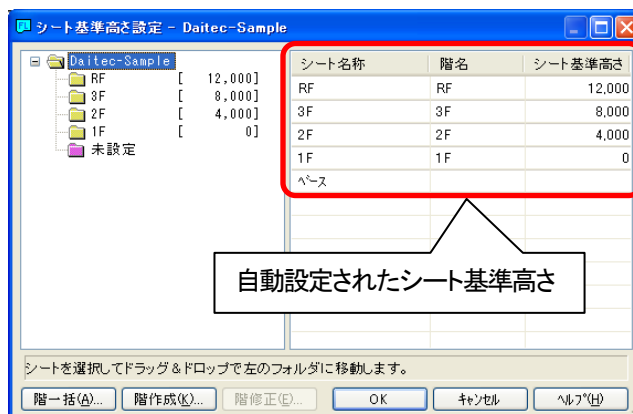 シート基準高さ設定 - Daitec-Sample
Daitec-Sample
RF [ 12,000]
3F [ 8,000]
2F [ 4,000]
1F [ 0]
未設定
シート名称 階名 シート基準高さ
RF RF 12,000
3F 3F 8,000
2F 2F 4,000
1F 1F 0
ﾍﾞｰｽ
自動設定されたシート基準高さ
シートを選択してドラッグ＆ドロップで左のフォルダに移動します。
階一括(A)... 階作成(K)... 階修正(E)... OK ｷｬﾝｾﾙ ﾍﾙﾌﾟ(H)